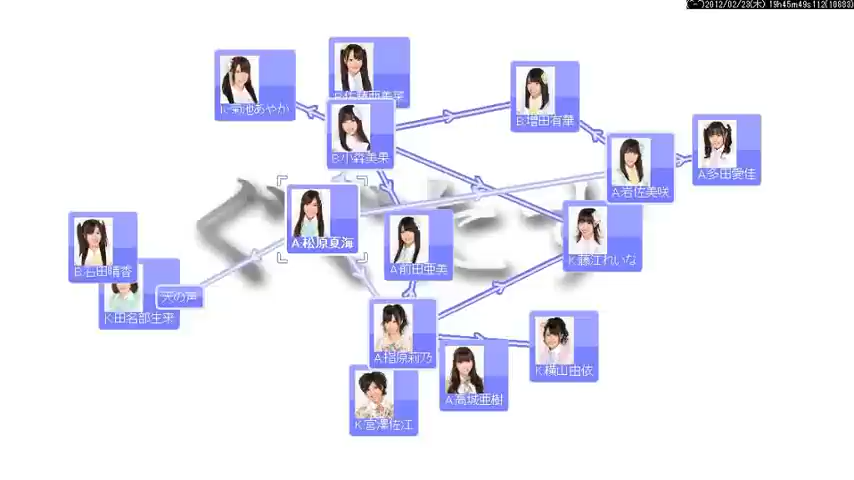 (^-^)2012/02/23(木) 19h45m49s112(10883)
K:菊池あやか
B:増田有華
B:小森美果
A:多田愛佳
A:岩佐美咲
A:松原夏海
K:藤江れいな
A:前田亜美
B:石田晴香
天の声
K:田名部生来
A:指原莉乃
K:横山由依
A:高城亜樹
K:宮澤佐江